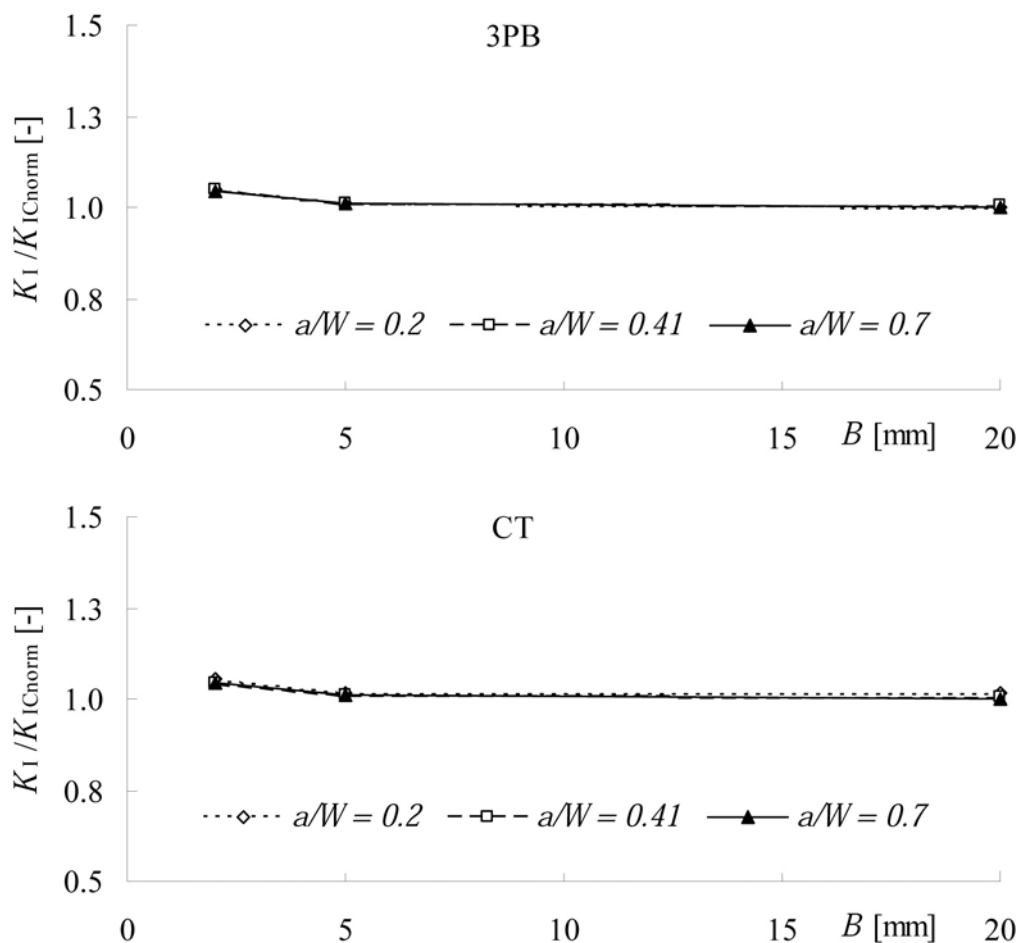 3PB
1.5
1.3
1.0
0.8
0.5
K_I /K_ICnorm [-]
a/W = 0.2 a/W = 0.41 a/W = 0.7
0 5 10 15 B [mm] 20
CT
1.5
1.3
1.0
0.8
0.5
K_I /K_ICnorm [-]
a/W = 0.2 a/W = 0.41 a/W = 0.7
0 5 10 15 B [mm] 20